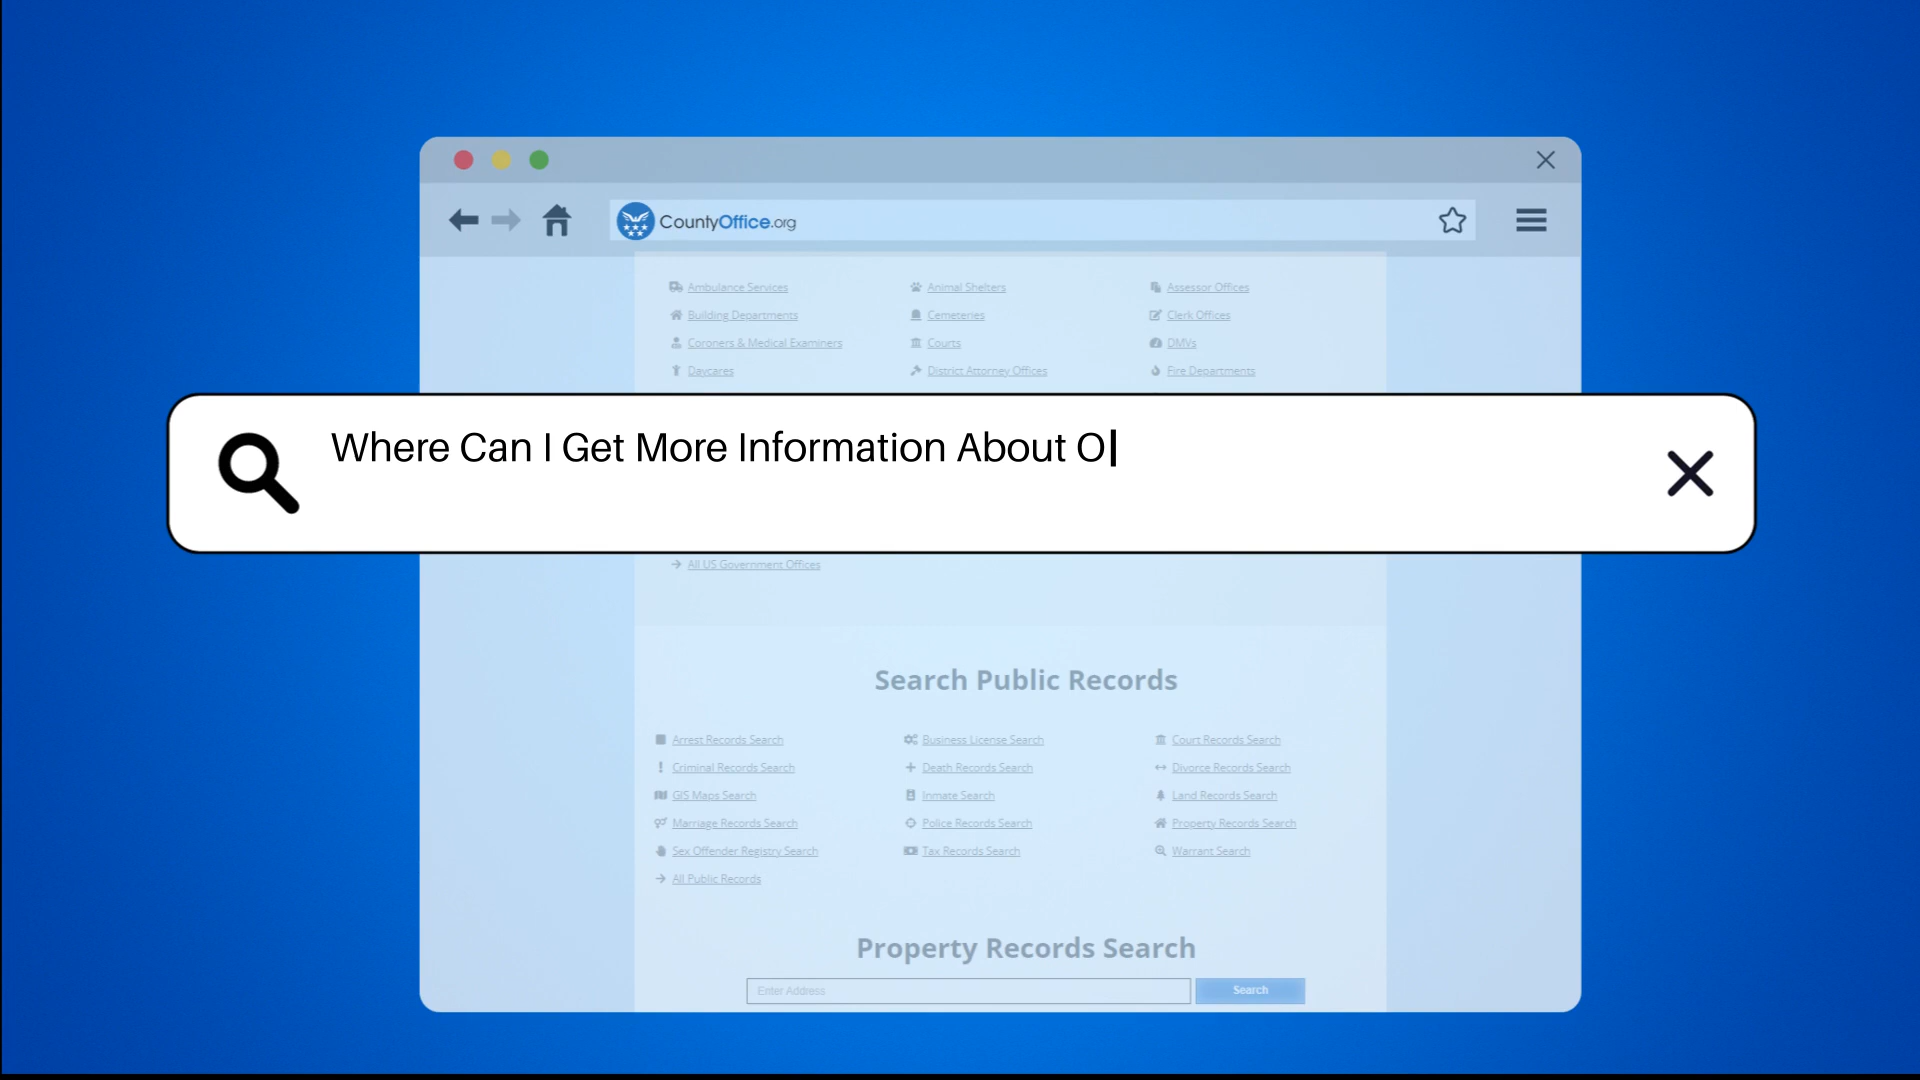 CountyOffice.org
Ambulance Services Animal Shelters Assessor Offices
Building Departments Cemeteries Clerk Offices
Coroners & Medical Examiners Courts DMVs
Daycares District Attorney Offices Fire Departments
Where Can I Get More Information About O
All US Government Offices
Search Public Records
Arrest Records Search Business License Search Court Records Search
Criminal Records Search Death Records Search Divorce Records Search
GIS Maps Search Inmate Search Land Records Search
Marriage Records Search Police Records Search Property Records Search
Sex Offender Registry Search Tax Records Search Warrant Search
All Public Records
Property Records Search
Enter Address Search